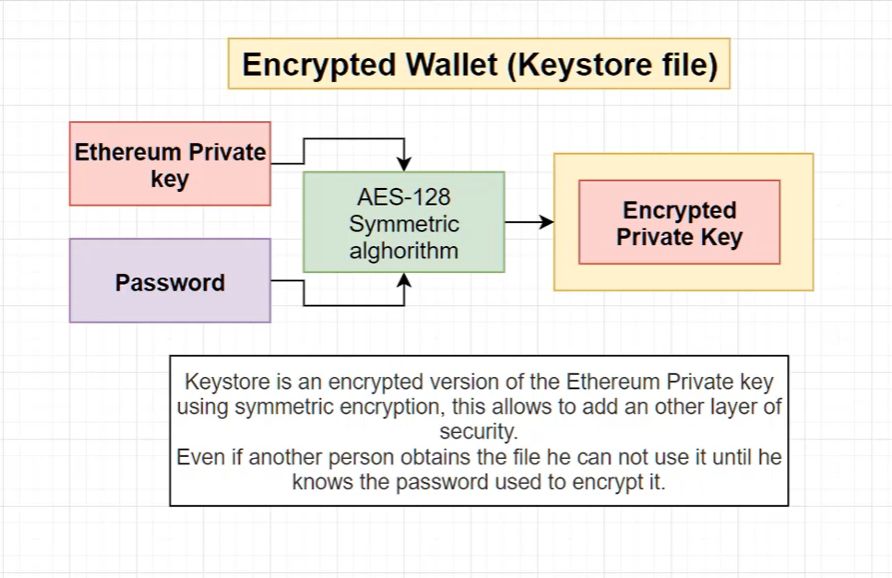 Encrypted Wallet (Keystore file)
Ethereum Private
key
Password
AES-128
Symmetric
alghorithm
Encrypted
Private Key
Keystore is an encrypted version of the Ethereum Private key
using symmetric encryption, this allows to add an other layer of
security.
Even if another person obtains the file he can not use it until he
knows the password used to encrypt it.